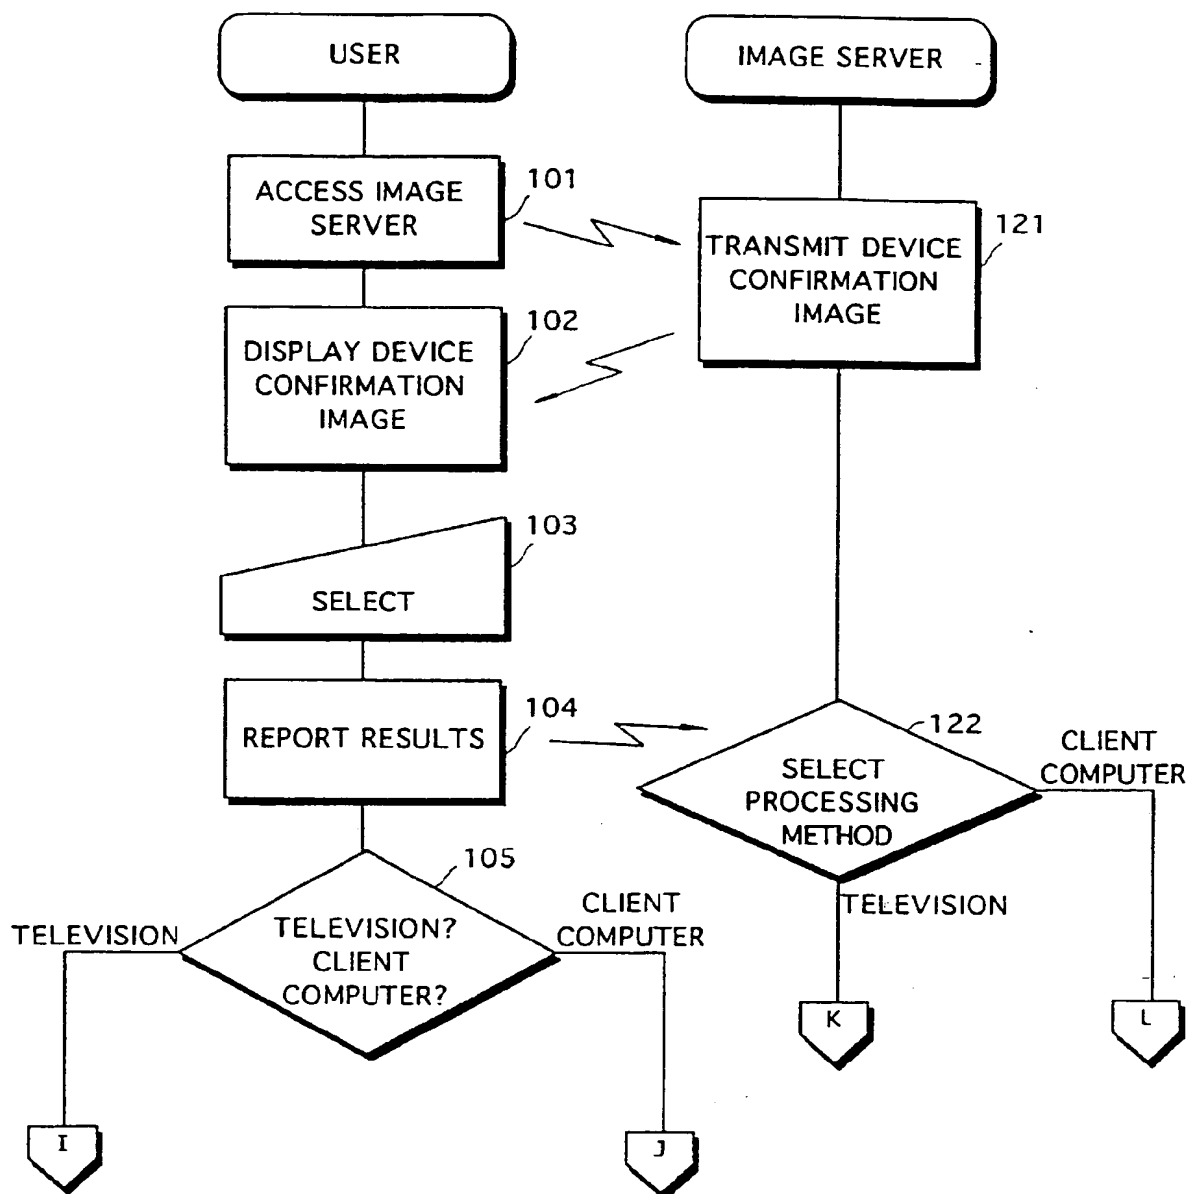 USER
IMAGE SERVER
ACCESS IMAGE
SERVER
101
TRANSMIT DEVICE
CONFIRMATION
IMAGE
121
DISPLAY DEVICE
CONFIRMATION
IMAGE
102
SELECT
103
REPORT RESULTS
104
SELECT
PROCESSING
METHOD
122
CLIENT
COMPUTER
TELEVISION
TELEVISION?
CLIENT
COMPUTER?
105
TELEVISION
CLIENT
COMPUTER
K
L
I
J